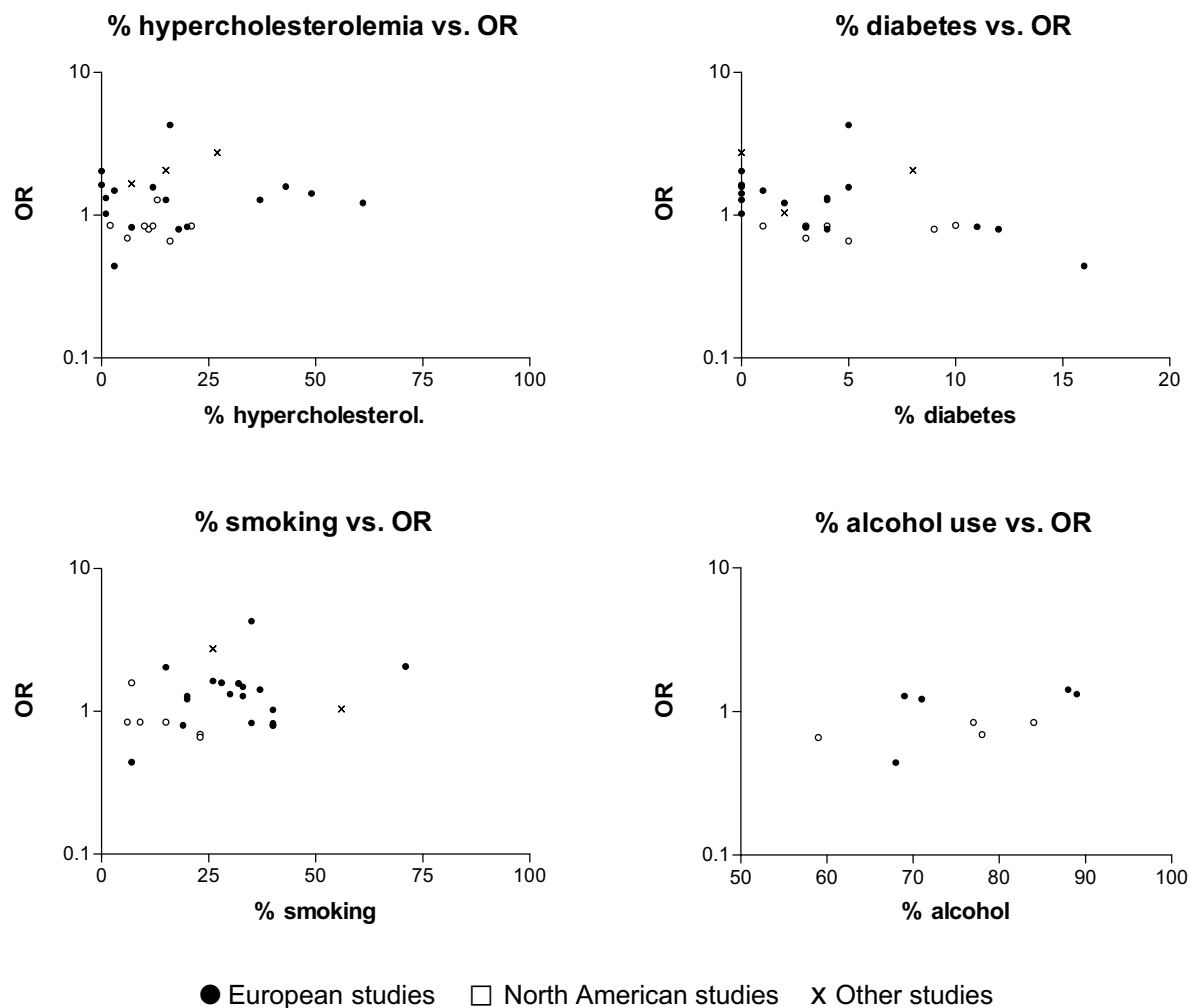 % hypercholesterolemia vs. OR
10
1
0.1
OR
0 25 50 75 100
% hypercholesterol.
% diabetes vs. OR
10
1
0.1
OR
0 5 10 15 20
% diabetes
% smoking vs. OR
10
1
0.1
OR
0 25 50 75 100
% smoking
% alcohol use vs. OR
10
1
0.1
OR
50 60 70 80 90 100
% alcohol
European studies North American studies x Other studies